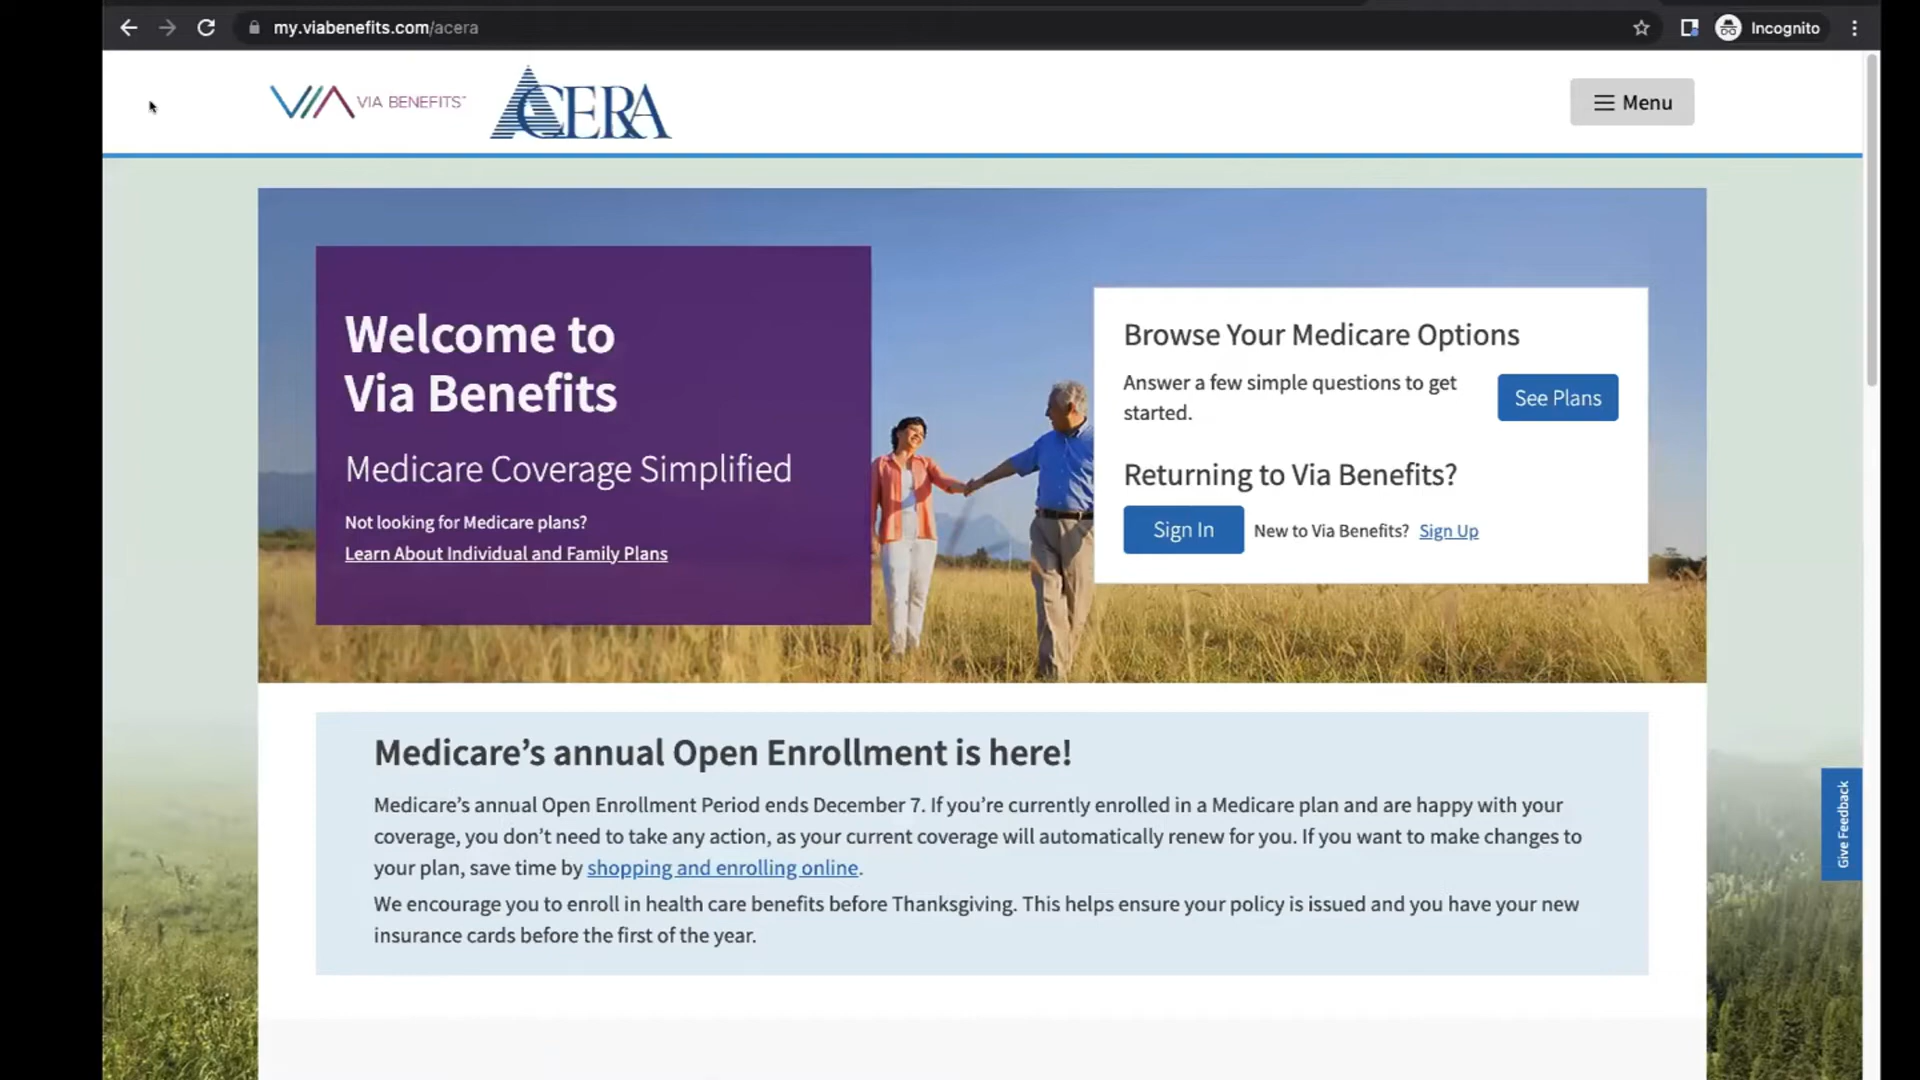 my.viabenefits.com/acera
Incognito
VIA BENEFITS™
ACERA
Menu
Welcome to
Via Benefits
Medicare Coverage Simplified
Not looking for Medicare plans?
Learn About Individual and Family Plans
Browse Your Medicare Options
Answer a few simple questions to get
started.
See Plans
Returning to Via Benefits?
Sign In
New to Via Benefits? Sign Up
Medicare’s annual Open Enrollment is here!
Medicare’s annual Open Enrollment Period ends December 7. If you’re currently enrolled in a Medicare plan and are happy with your
coverage, you don’t need to take any action, as your current coverage will automatically renew for you. If you want to make changes to
your plan, save time by shopping and enrolling online.
We encourage you to enroll in health care benefits before Thanksgiving. This helps ensure your policy is issued and you have your new
insurance cards before the first of the year.
Give Feedback